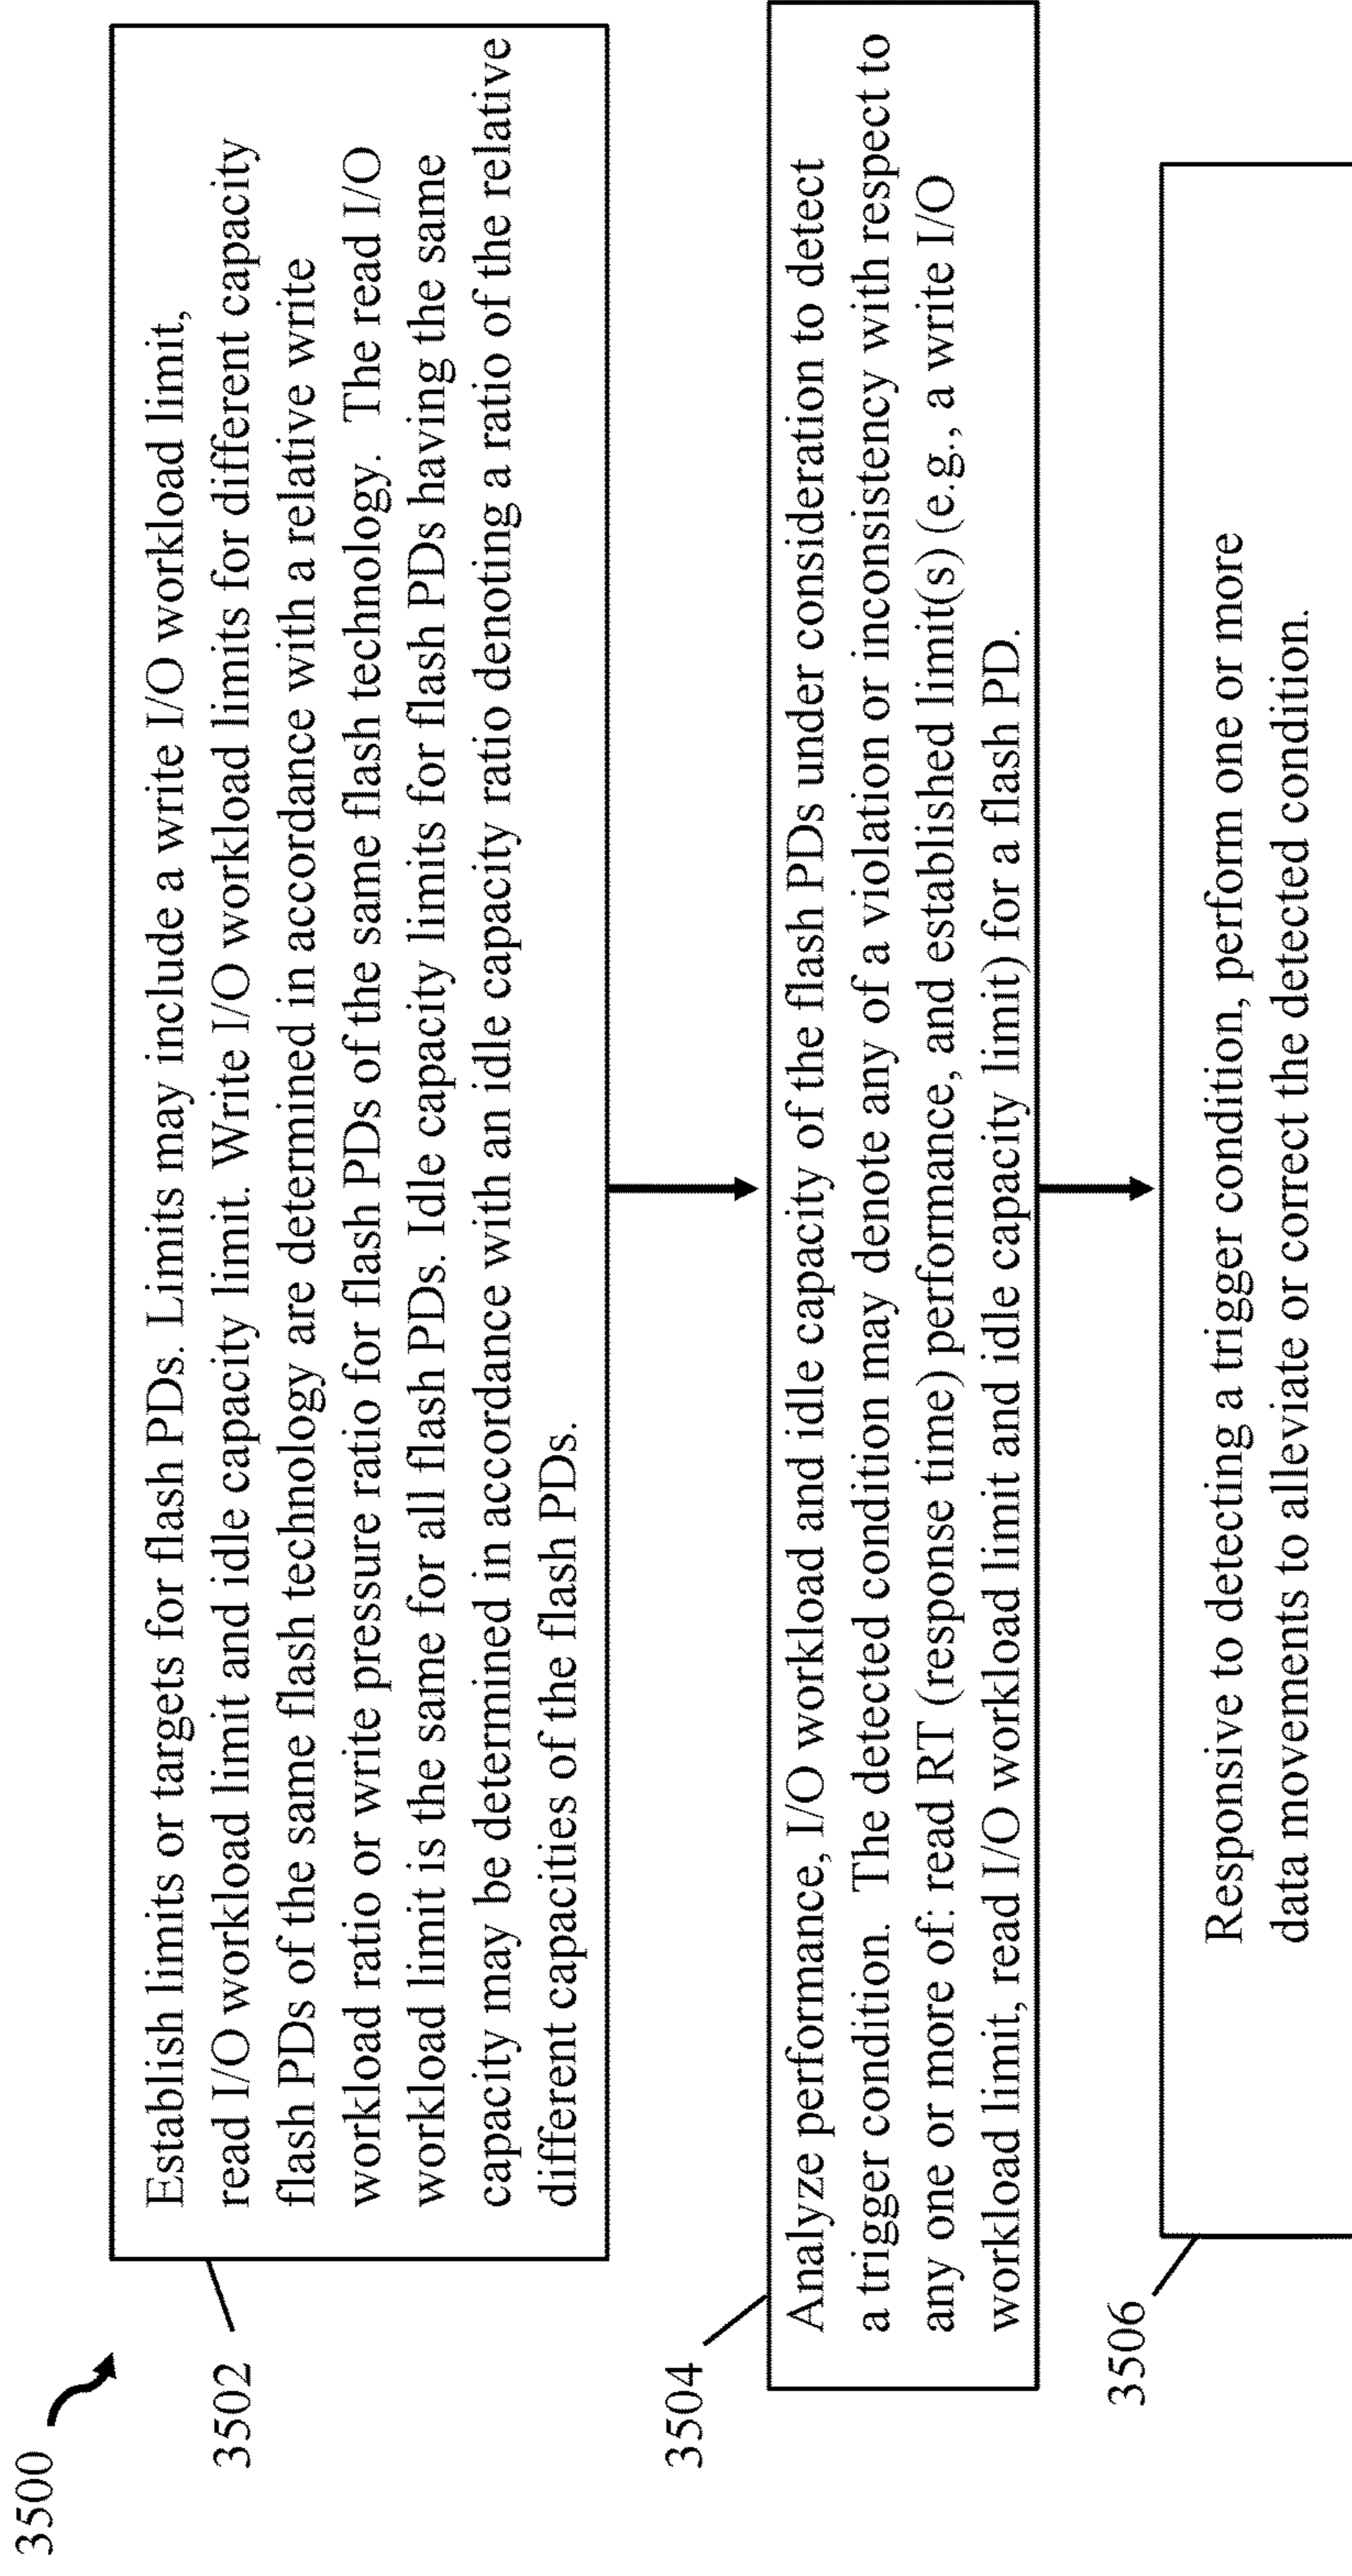 3500
3502
Establish limits or targets for flash PDs. Limits may include a write I/O workload limit,
read I/O workload limit and idle capacity limit. Write I/O workload limits for different capacity
flash PDs of the same flash technology are determined in accordance with a relative write
workload ratio or write pressure ratio for flash PDs of the same flash technology. The read I/O
workload limit is the same for all flash PDs. Idle capacity limits for flash PDs having the same
capacity may be determined in accordance with an idle capacity ratio denoting a ratio of the relative
different capacities of the flash PDs.
3504
Analyze performance, I/O workload and idle capacity of the flash PDs under consideration to detect
a trigger condition. The detected condition may denote any of a violation or inconsistency with respect to
any one or more of: read RT (response time) performance, and established limit(s) (e.g., a write I/O
workload limit, read I/O workload limit and idle capacity limit) for a flash PD.
3506
Responsive to detecting a trigger condition, perform one or more
data movements to alleviate or correct the detected condition.